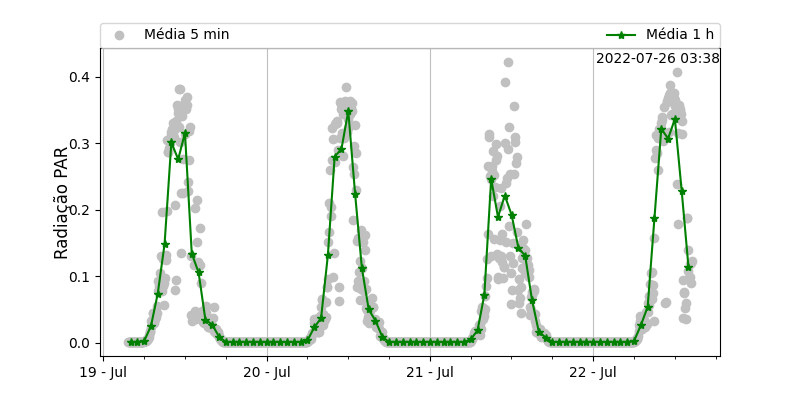 Média 5 min
Média 1 h
2022-07-26 03:38
Radiação PAR
0.4
0.3
0.2
0.1
0.0
19 - Jul
20 - Jul
21 - Jul
22 - Jul